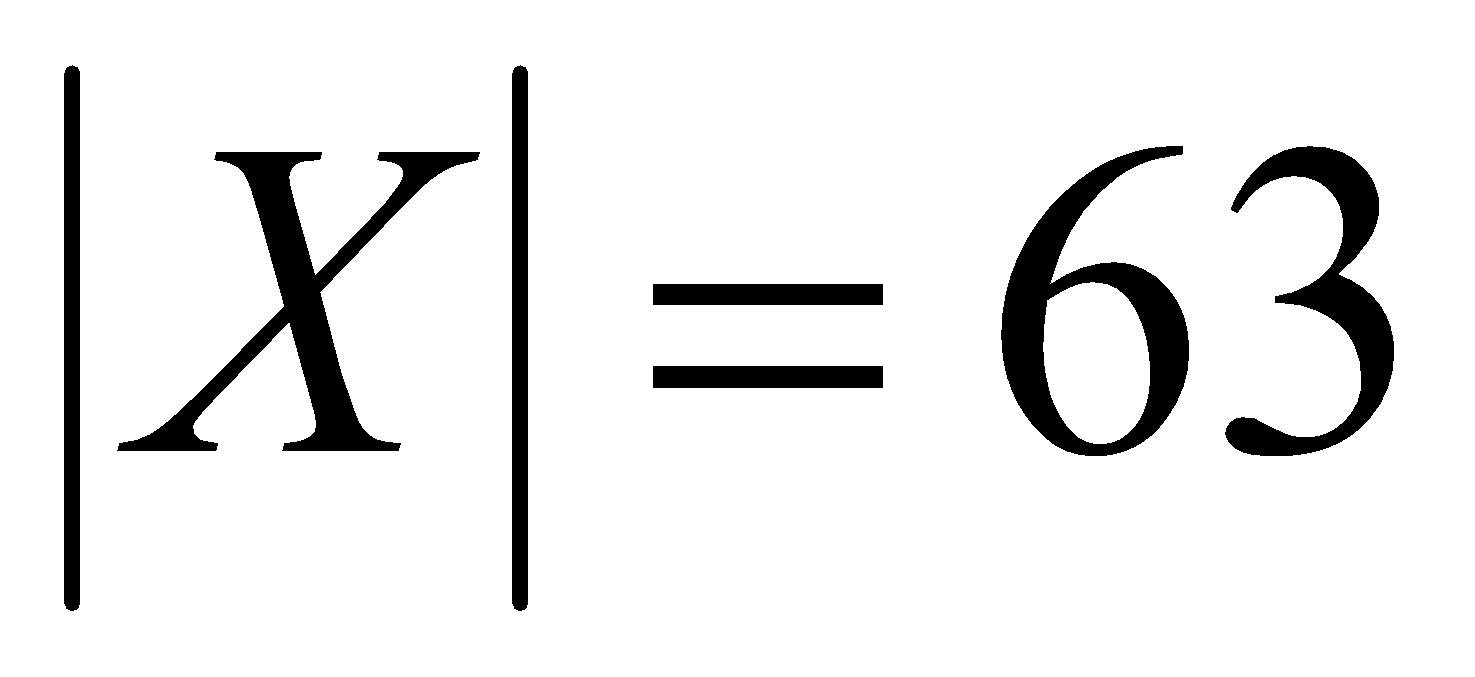 |X| = 63